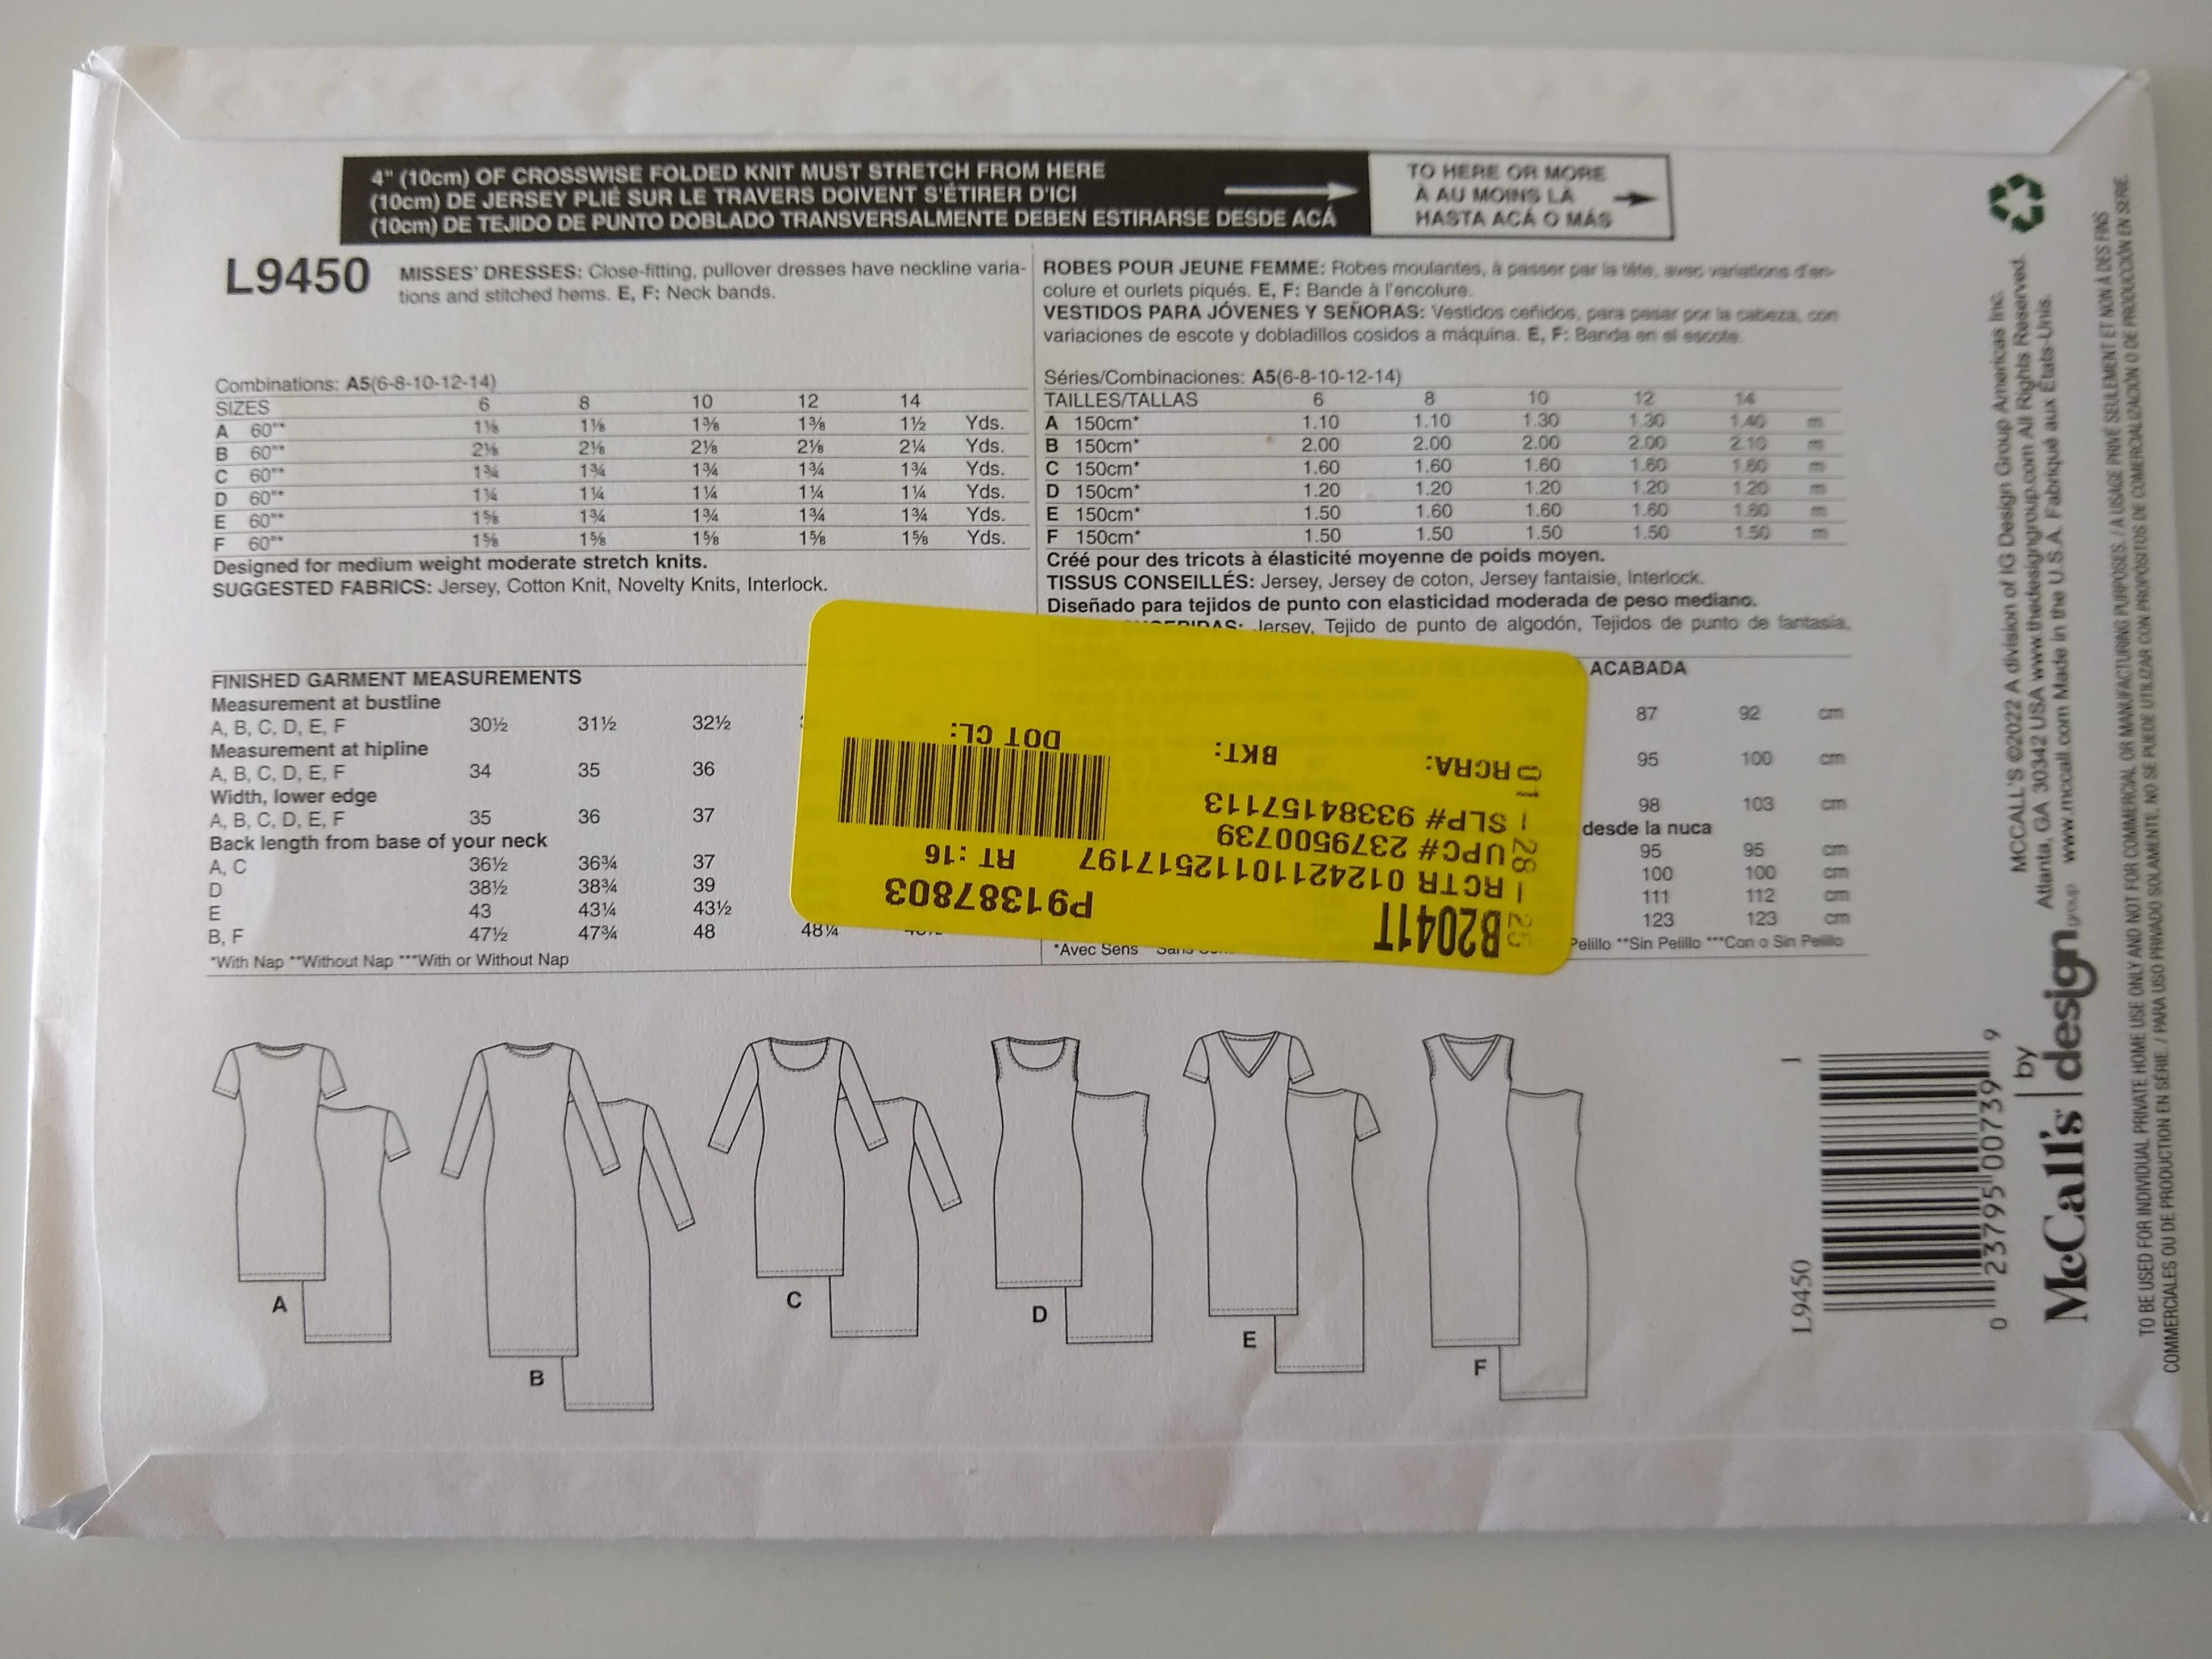 4" (10cm) OF CROSSWISE FOLDED KNIT MUST STRETCH FROM HERE
(10cm) DE JERSEY PLIÉ SUR LE TRAVERS DOIVENT S'ÉTIRER D'ICI
(10cm) DE TEJIDO DE PUNTO DOBLADO TRANSVERSALMENTE DEBEN ESTIRARSE DESDE ACÁ
TO HERE OR MORE
À AU MOINS LÀ
HASTA ACÁ O MÁS
L9450
MISSES' DRESSES: Close-fitting, pullover dresses have neckline varia-
tions and stitched hems. E, F: Neck bands.
Combinations: A5(6-8-10-12-14)
SIZES 6 8 10 12 14
A 60"* 1⅛ 1⅛ 1⅜ 1⅜ 1½ Yds.
B 60"* 2⅛ 2⅛ 2⅛ 2⅛ 2¼ Yds.
C 60"* 1¾ 1¾ 1¾ 1¾ 1¾ Yds.
D 60"* 1¼ 1¼ 1¼ 1¼ 1¼ Yds.
E 60"* 1⅝ 1¾ 1¾ 1¾ 1¾ Yds.
F 60"* 1⅝ 1⅝ 1⅝ 1⅝ 1⅝ Yds.
Designed for medium weight moderate stretch knits.
SUGGESTED FABRICS: Jersey, Cotton Knit, Novelty Knits, Interlock.
FINISHED GARMENT MEASUREMENTS
Measurement at bustline
A, B, C, D, E, F 30½ 31½ 32½
Measurement at hipline
A, B, C, D, E, F 34 35 36
Width, lower edge
A, B, C, D, E, F 35 36 37
Back length from base of your neck
A, C 36½ 36¾ 37
D 38½ 38¾ 39
E 43 43¼ 43½
B, F 47½ 47¾ 48 48¼
*With Nap **Without Nap ***With or Without Nap
ROBES POUR JEUNE FEMME: Robes moulantes, à passer par la tête, avec variations d'en-
colure et ourlets piqués. E, F: Bande à l'encolure.
VESTIDOS PARA JÓVENES Y SEÑORAS: Vestidos ceñidos, para pasar por la cabeza, con
variaciones de escote y dobladillos cosidos a máquina. E, F: Banda en el escote.
Séries/Combinaciones: A5(6-8-10-12-14)
TAILLES/TALLAS 6 8 10 12 14
A 150cm* 1.10 1.10 1.30 1.30 1.40 m
B 150cm* 2.00 2.00 2.00 2.00 2.10 m
C 150cm* 1.60 1.60 1.60 1.60 1.60 m
D 150cm* 1.20 1.20 1.20 1.20 1.20 m
E 150cm* 1.50 1.60 1.60 1.60 1.60 m
F 150cm* 1.50 1.50 1.50 1.50 1.50 m
Créé pour des tricots à élasticité moyenne de poids moyen.
TISSUS CONSEILLÉS: Jersey, Jersey de coton, Jersey fantaisie, Interlock.
Diseñado para tejidos de punto con elasticidad moderada de peso mediano.
Jersey, Tejido de punto de algodón, Tejidos de punto de fantasía,
ACABADA
87 92 cm
95 100 cm
98 103 cm
desde la nuca
95 95 cm
100 100 cm
111 112 cm
123 123 cm
*Avec Sens
Pelillo **Sin Pelillo ***Con o Sin Pelillo
B2041T P91387803
RCTR 01242110112517197 RT: 16
UPC# 2379500739
SLP# 93384157113
RCRA: BKT: DOT CL:
A
B
C
D
E
F
L9450
1
0 23795 00739 9
McCall's by design group
MCCALL'S ©2022 A division of IG Design Group Americas Inc.
Atlanta, GA 30342 USA www.thedesigngroup.com All Rights Reserved.
www.mccall.com Made in the U.S.A. Fabriqué aux États-Unis.
TO BE USED FOR INDIVIDUAL PRIVATE HOME USE ONLY AND NOT FOR COMMERCIAL OR MANUFACTURING PURPOSES. / A USAGE PRIVÉ SEULEMENT ET NON À DES FINS
COMMERCIALES OU DE PRODUCTION EN SÉRIE. / PARA USO PRIVADO SOLAMENTE, NO SE PUEDE UTILIZAR CON PROPÓSITOS DE COMERCIALIZACIÓN O DE PRODUCCIÓN EN SERIE.